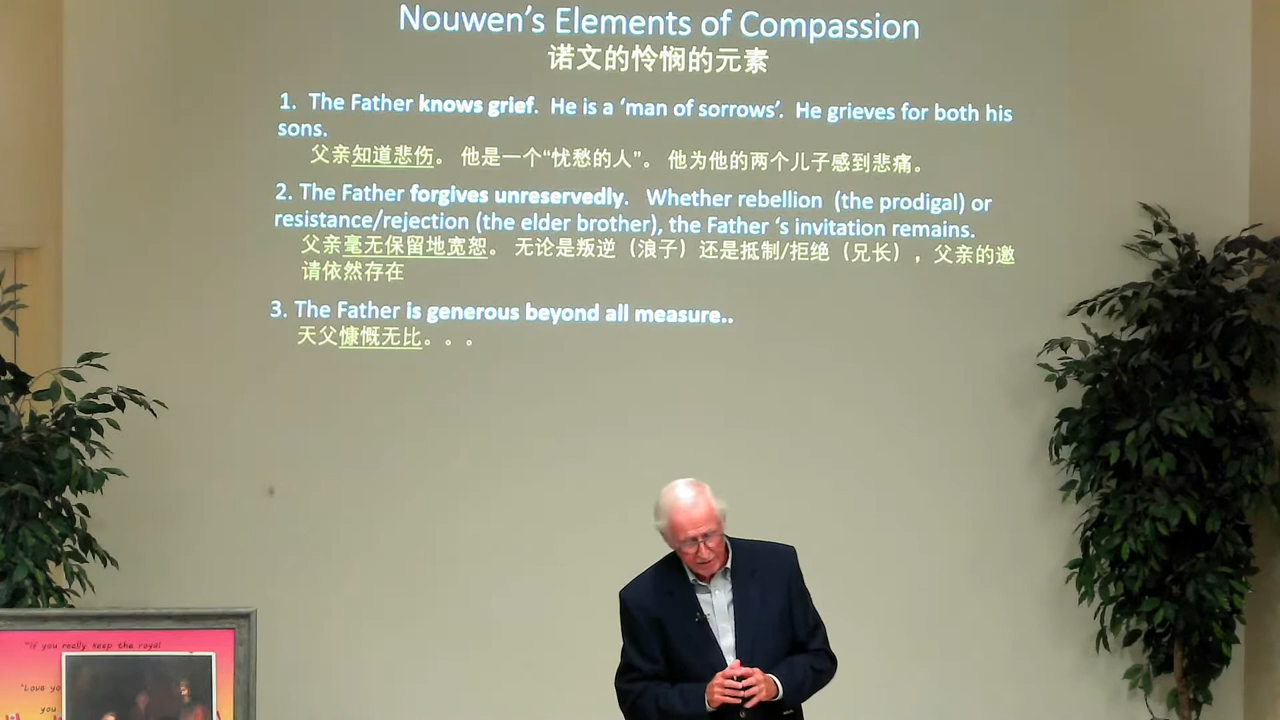 Nouwen's Elements of Compassion
诺文的怜悯的元素
1. The Father knows grief. He is a ‘man of sorrows’. He grieves for both his
sons.
父亲知道悲伤。 他是一个“忧愁的人”。 他为他的两个儿子感到悲痛。
2. The Father forgives unreservedly. Whether rebellion (the prodigal) or
resistance/rejection (the elder brother), the Father ‘s invitation remains.
父亲毫无保留地宽恕。 无论是叛逆（浪子）还是抵制/拒绝（兄长），父亲的邀
请依然存在
3. The Father is generous beyond all measure..
天父慷慨无比。。。
"If you really keep the royal
"Love yo
you